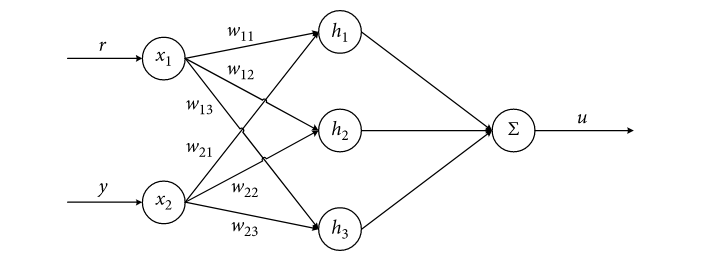 r
x₁
w₁₁
h₁
w₁₂
w₁₃
h₂
Σ
u
w₂₁
y
x₂
w₂₂
w₂₃
h₃